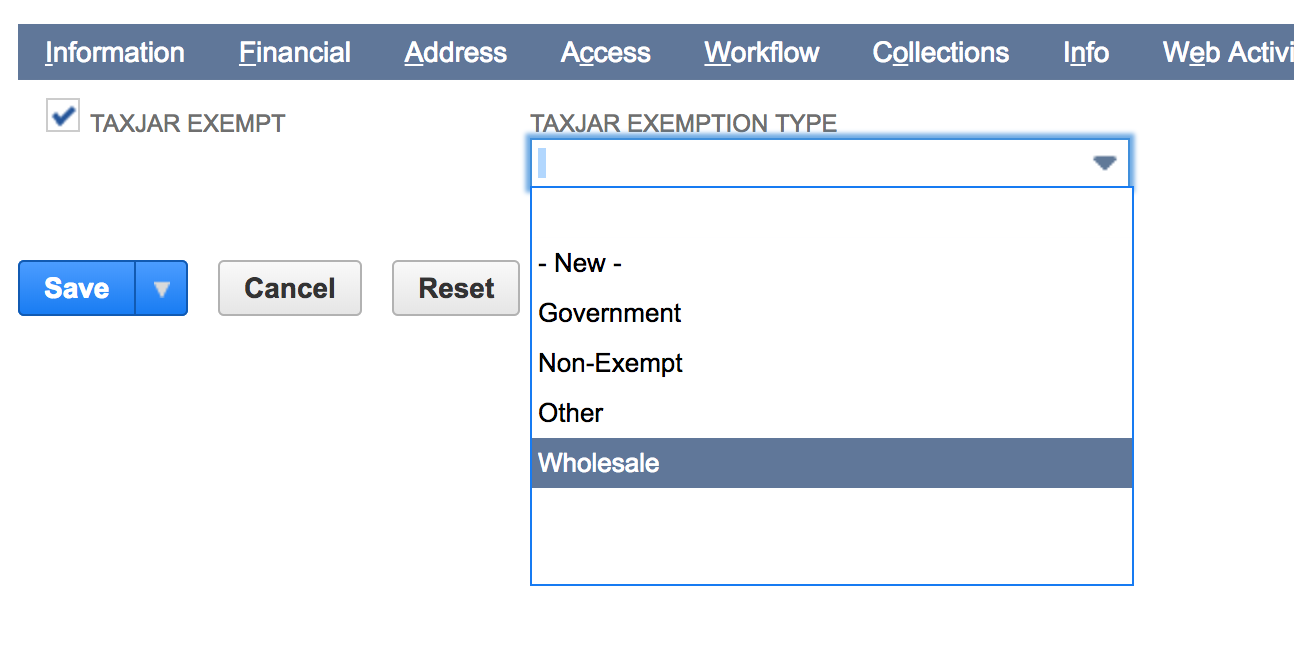 Information Financial Address Access Workflow Collections Info Web Activi
TAXJAR EXEMPT TAXJAR EXEMPTION TYPE
- New -
Save Cancel Reset
Government
Non-Exempt
Other
Wholesale